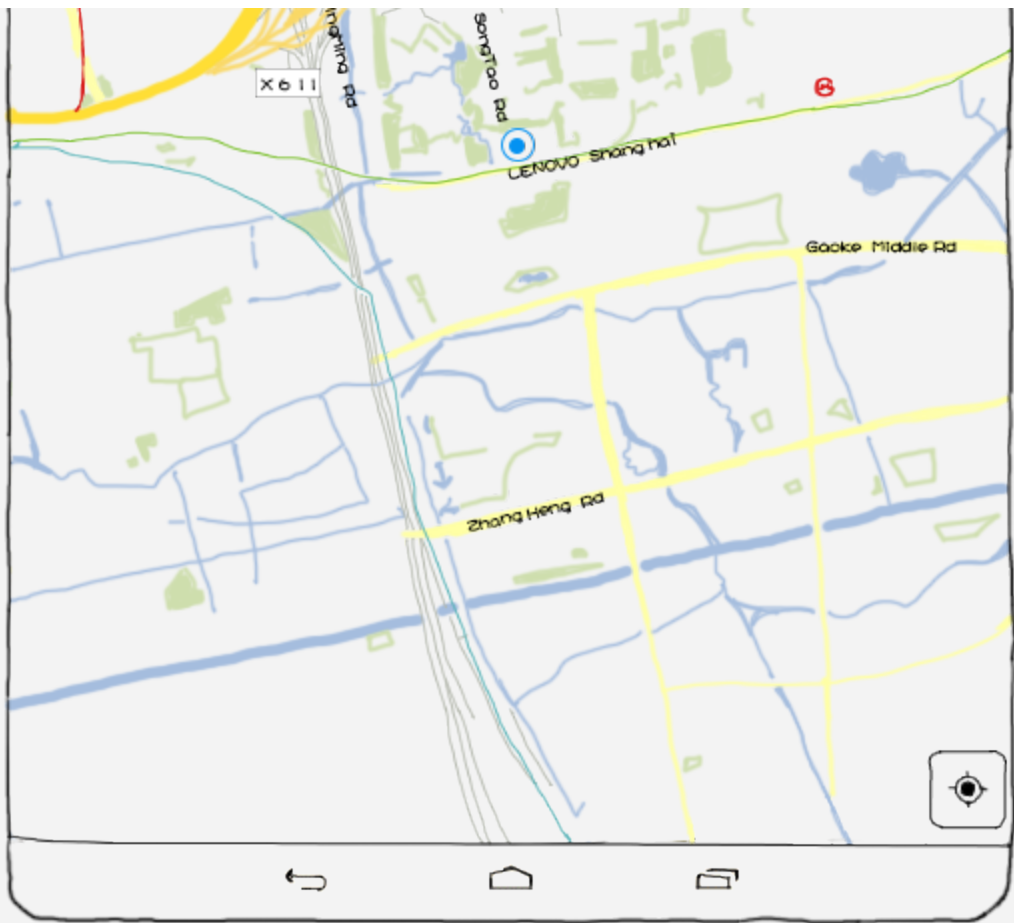 SongTao Rd
X611
LENOVO Shanghai
Gaoke Middle Rd
Zhang Heng Rd